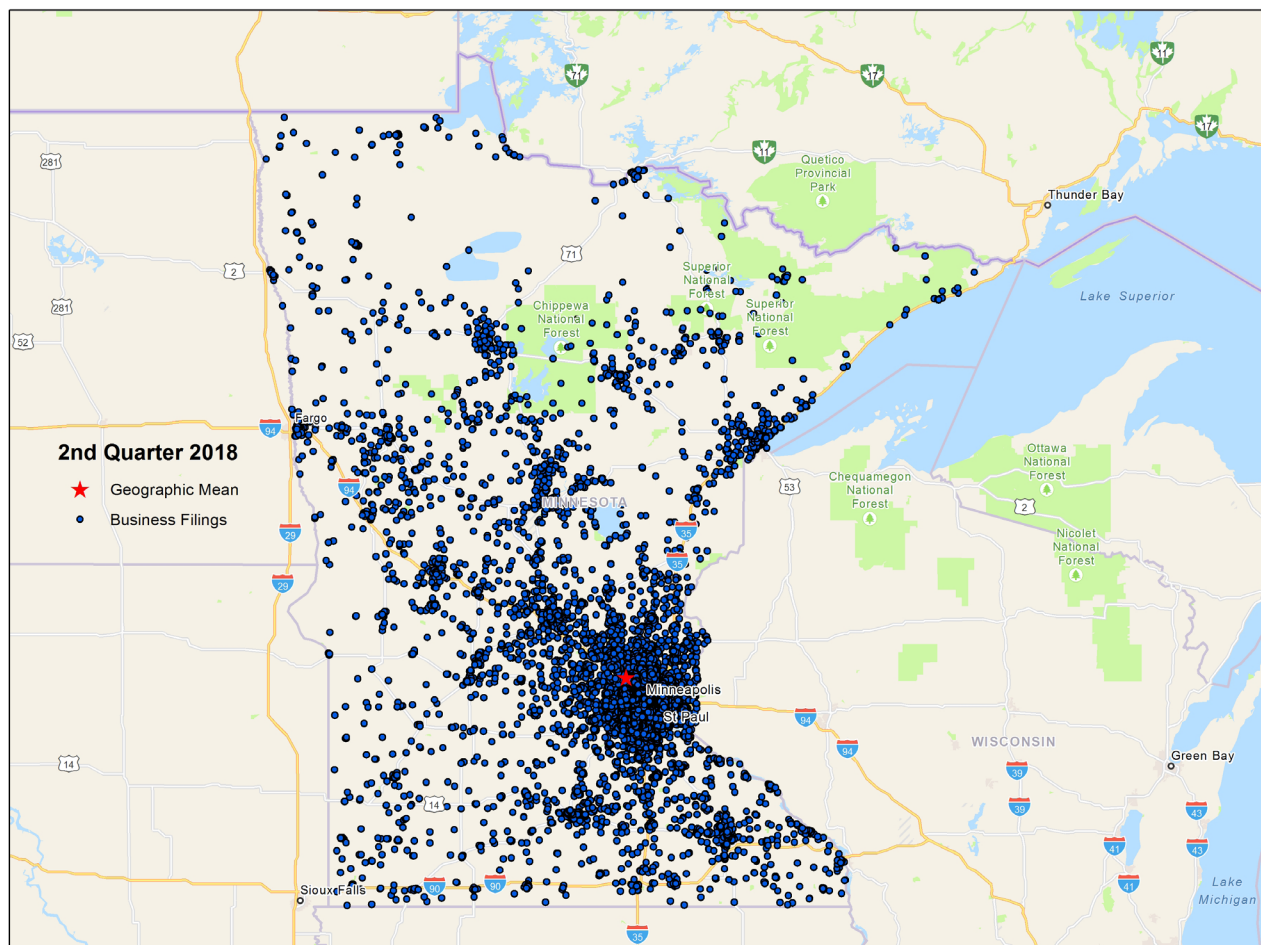 71
17
11
17
11
281
Quetico
Provincial
Park
Thunder Bay
2
71
Superior
National
Forest
Lake Superior
281
Chippewa
National
Forest
Superior
National
Forest
52
Fargo
94
2nd Quarter 2018
Geographic Mean
Business Filings
94
MINNESOTA
53
Chequamegon
National
Forest
Ottawa
National
Forest
2
29
35
Nicolet
National
Forest
35
29
Minneapolis
St Paul
94
94
WISCONSIN
Green Bay
14
39
14
39
43
41
43
90
90
41
Sioux Falls
Lake
Michigan
35